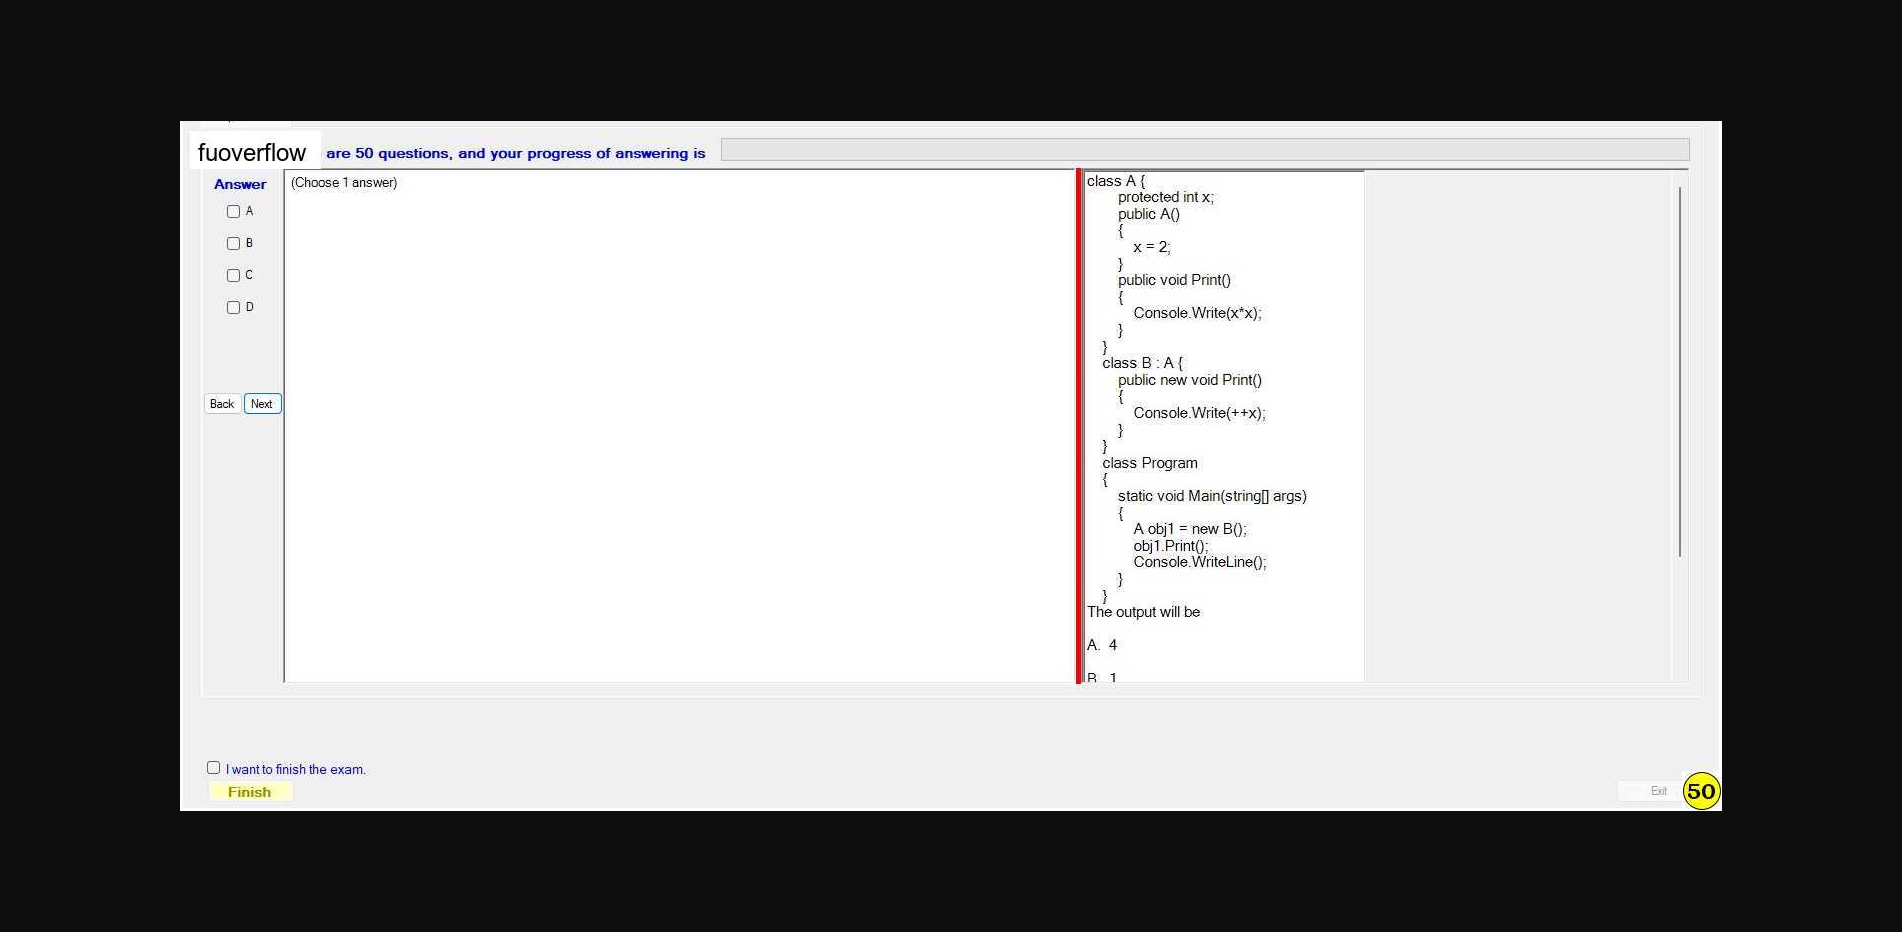 fuoverflow are 50 questions, and your progress of answering is
Answer
A
B
C
D
Back Next
(Choose 1 answer)
class A {
protected int x;
public A()
{
x = 2;
}
public void Print()
{
Console.Write(x*x);
}
}
class B : A {
public new void Print()
{
Console.Write(++x);
}
}
class Program
{
static void Main(string[] args)
{
A obj1 = new B();
obj1.Print();
Console.WriteLine();
}
}
The output will be
A. 4
B. 1
I want to finish the exam.
Finish
Exit
50